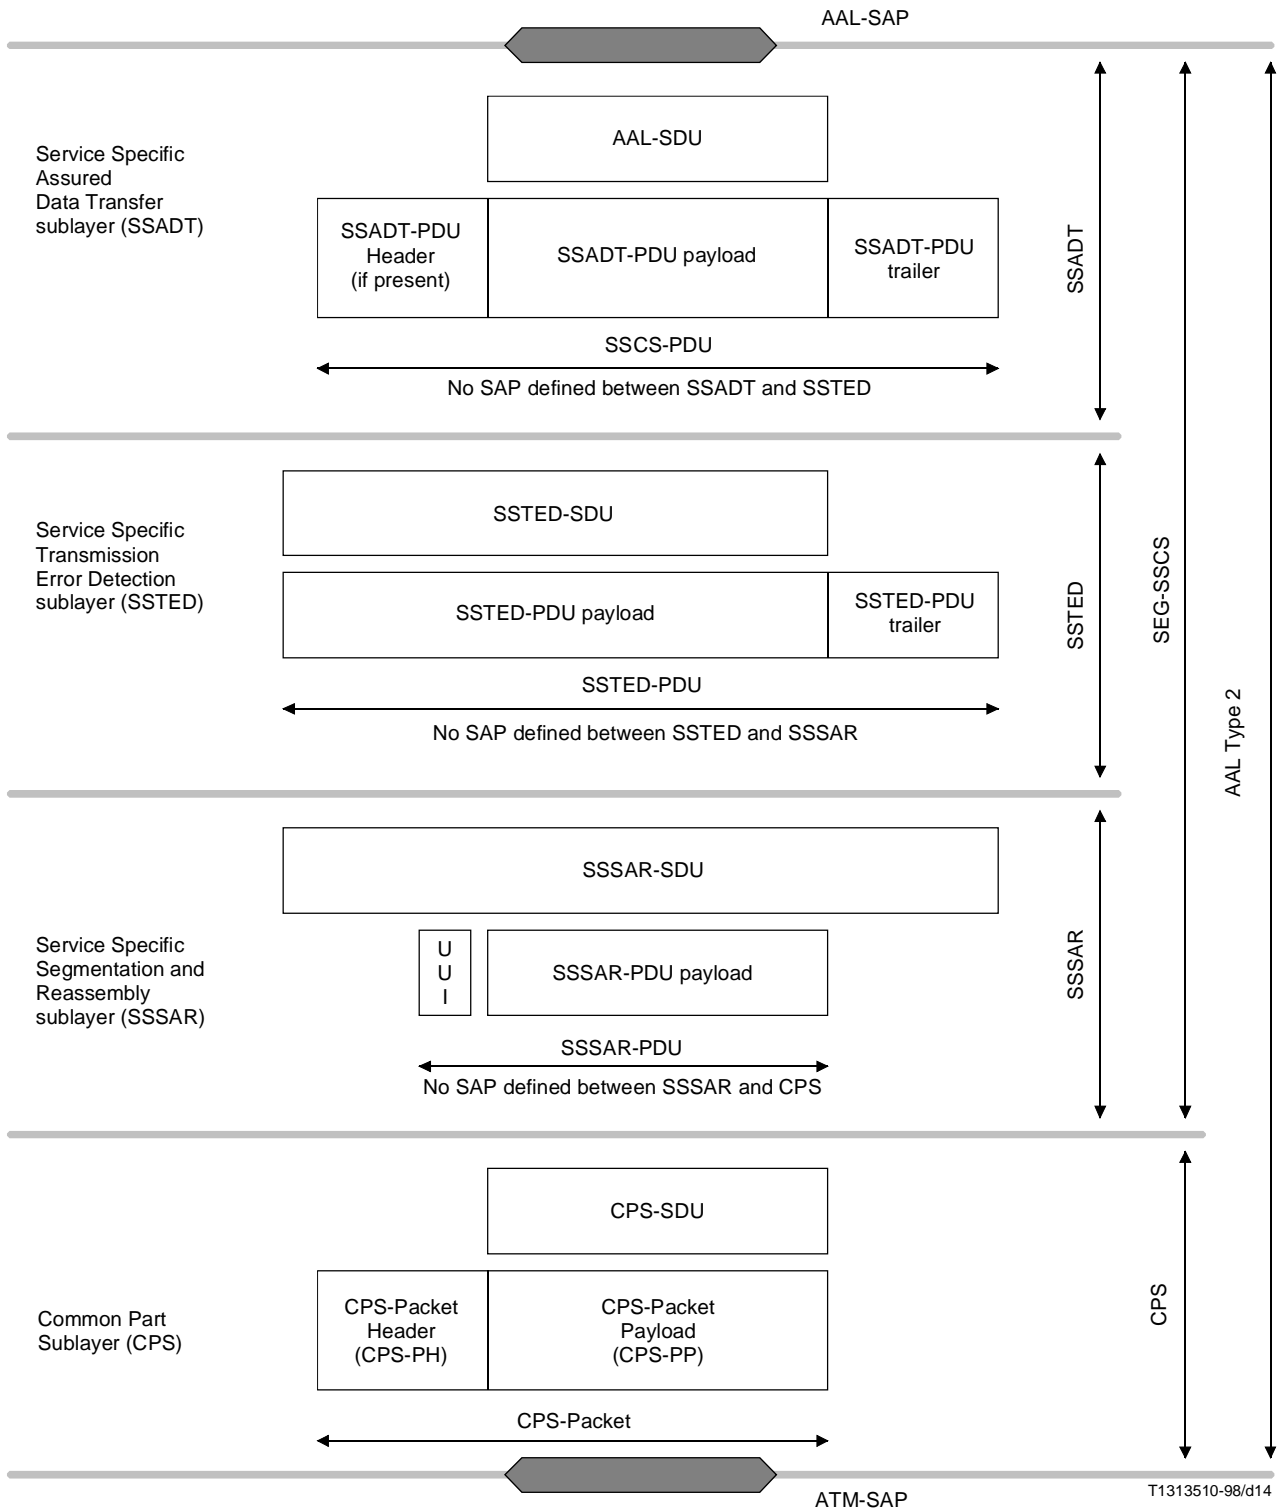 AAL-SAP
AAL-SDU
Service Specific
Assured
Data Transfer
sublayer (SSADT)
SSADT-PDU
Header
(if present)
SSADT-PDU payload
SSADT-PDU
trailer
SSADT
SSCS-PDU
No SAP defined between SSADT and SSTED
SSTED-SDU
Service Specific
Transmission
Error Detection
sublayer (SSTED)
SSTED-PDU payload
SSTED-PDU
trailer
SSTED
SEG-SSCS
SSTED-PDU
No SAP defined between SSTED and SSSAR
AAL Type 2
SSSAR-SDU
Service Specific
Segmentation and
Reassembly
sublayer (SSSAR)
U
U
I
SSSAR-PDU payload
SSSAR
SSSAR-PDU
No SAP defined between SSSAR and CPS
CPS-SDU
Common Part
Sublayer (CPS)
CPS-Packet
Header
(CPS-PH)
CPS-Packet
Payload
(CPS-PP)
CPS
CPS-Packet
ATM-SAP
T1313510-98/d14